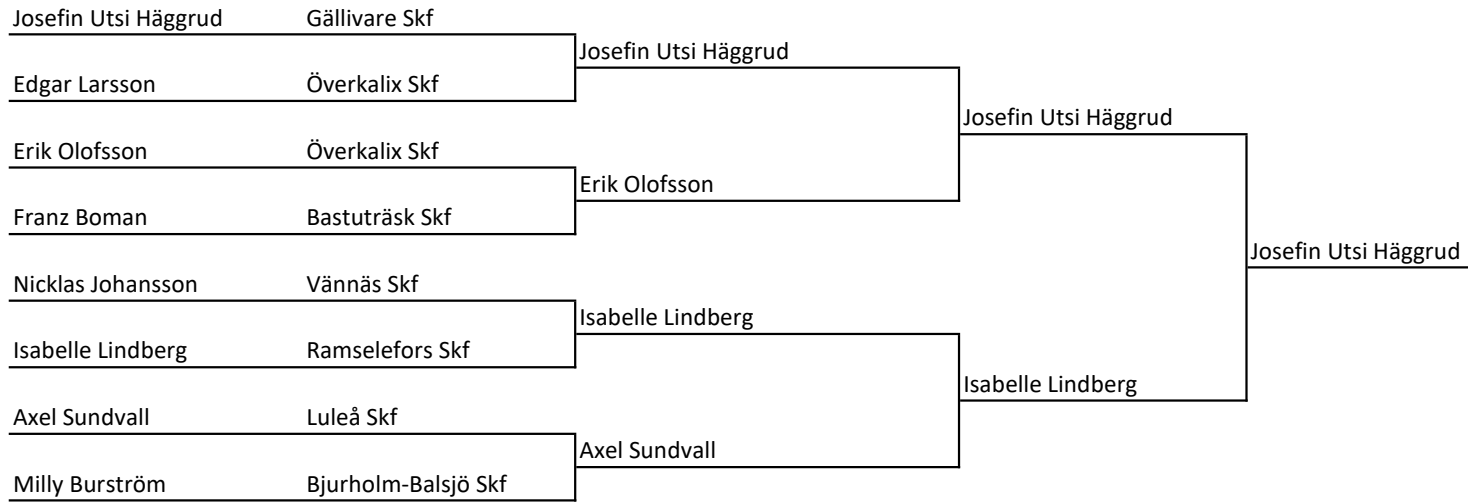 Josefin Utsi Häggrud Gällivare Skf
Josefin Utsi Häggrud
Edgar Larsson Överkalix Skf
Josefin Utsi Häggrud
Erik Olofsson Överkalix Skf
Erik Olofsson
Franz Boman Bastuträsk Skf
Josefin Utsi Häggrud
Nicklas Johansson Vännäs Skf
Isabelle Lindberg
Isabelle Lindberg Ramselefors Skf
Isabelle Lindberg
Axel Sundvall Luleå Skf
Axel Sundvall
Milly Burström Bjurholm-Balsjö Skf